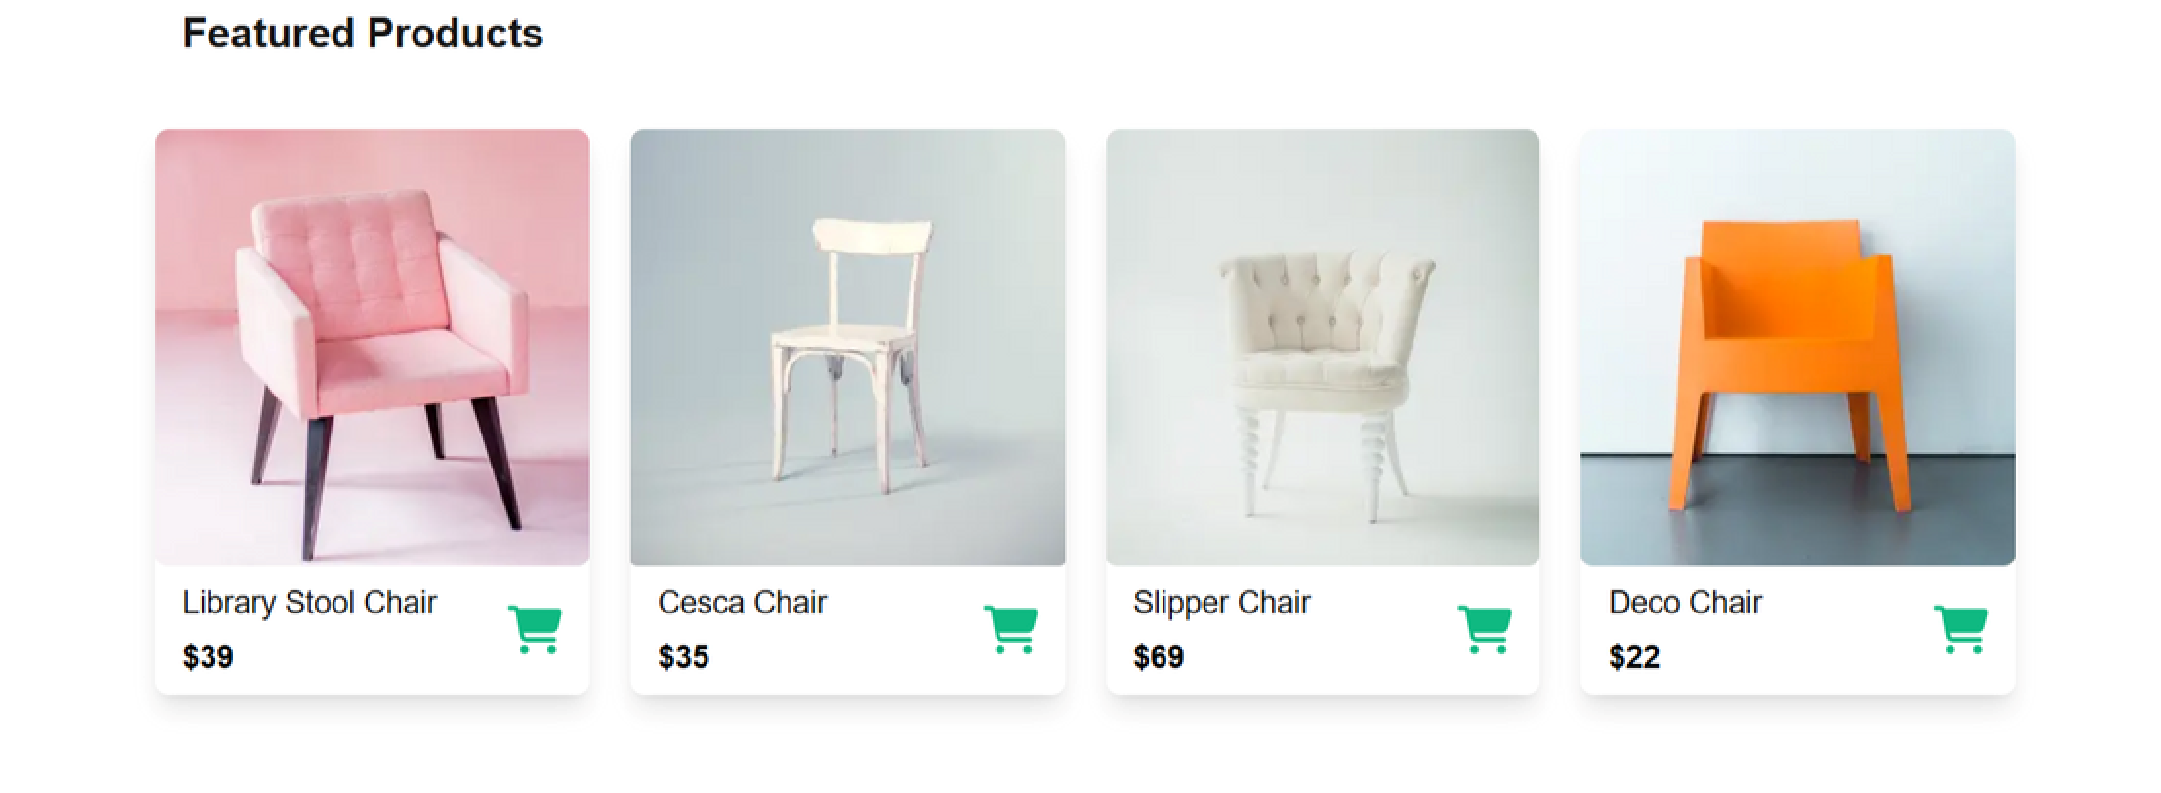 Featured Products
Library Stool Chair
$39
Cesca Chair
$35
Slipper Chair
$69
Deco Chair
$22